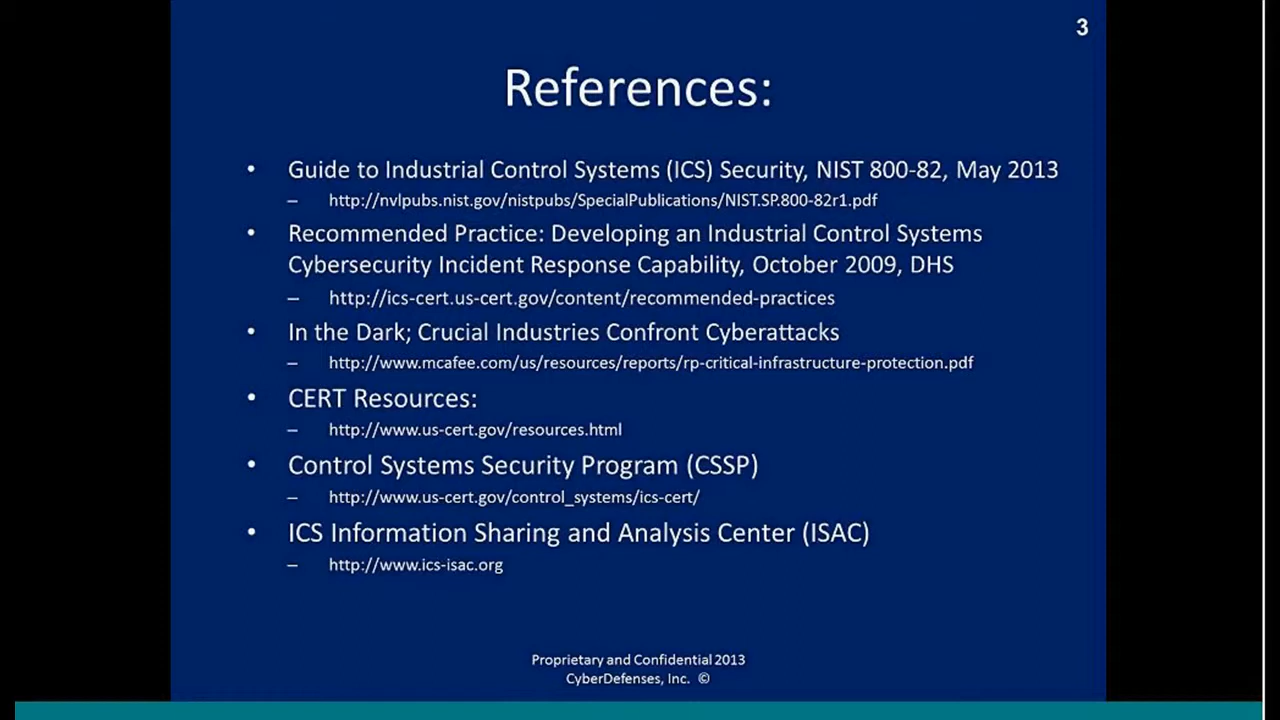 3
References:
• Guide to Industrial Control Systems (ICS) Security, NIST 800-82, May 2013
– http://nvlpubs.nist.gov/nistpubs/SpecialPublications/NIST.SP.800-82r1.pdf
• Recommended Practice: Developing an Industrial Control Systems
Cybersecurity Incident Response Capability, October 2009, DHS
– http://ics-cert.us-cert.gov/content/recommended-practices
• In the Dark; Crucial Industries Confront Cyberattacks
– http://www.mcafee.com/us/resources/reports/rp-critical-infrastructure-protection.pdf
• CERT Resources:
– http://www.us-cert.gov/resources.html
• Control Systems Security Program (CSSP)
– http://www.us-cert.gov/control_systems/ics-cert/
• ICS Information Sharing and Analysis Center (ISAC)
– http://www.ics-isac.org
Proprietary and Confidential 2013
CyberDefenses, Inc. ©